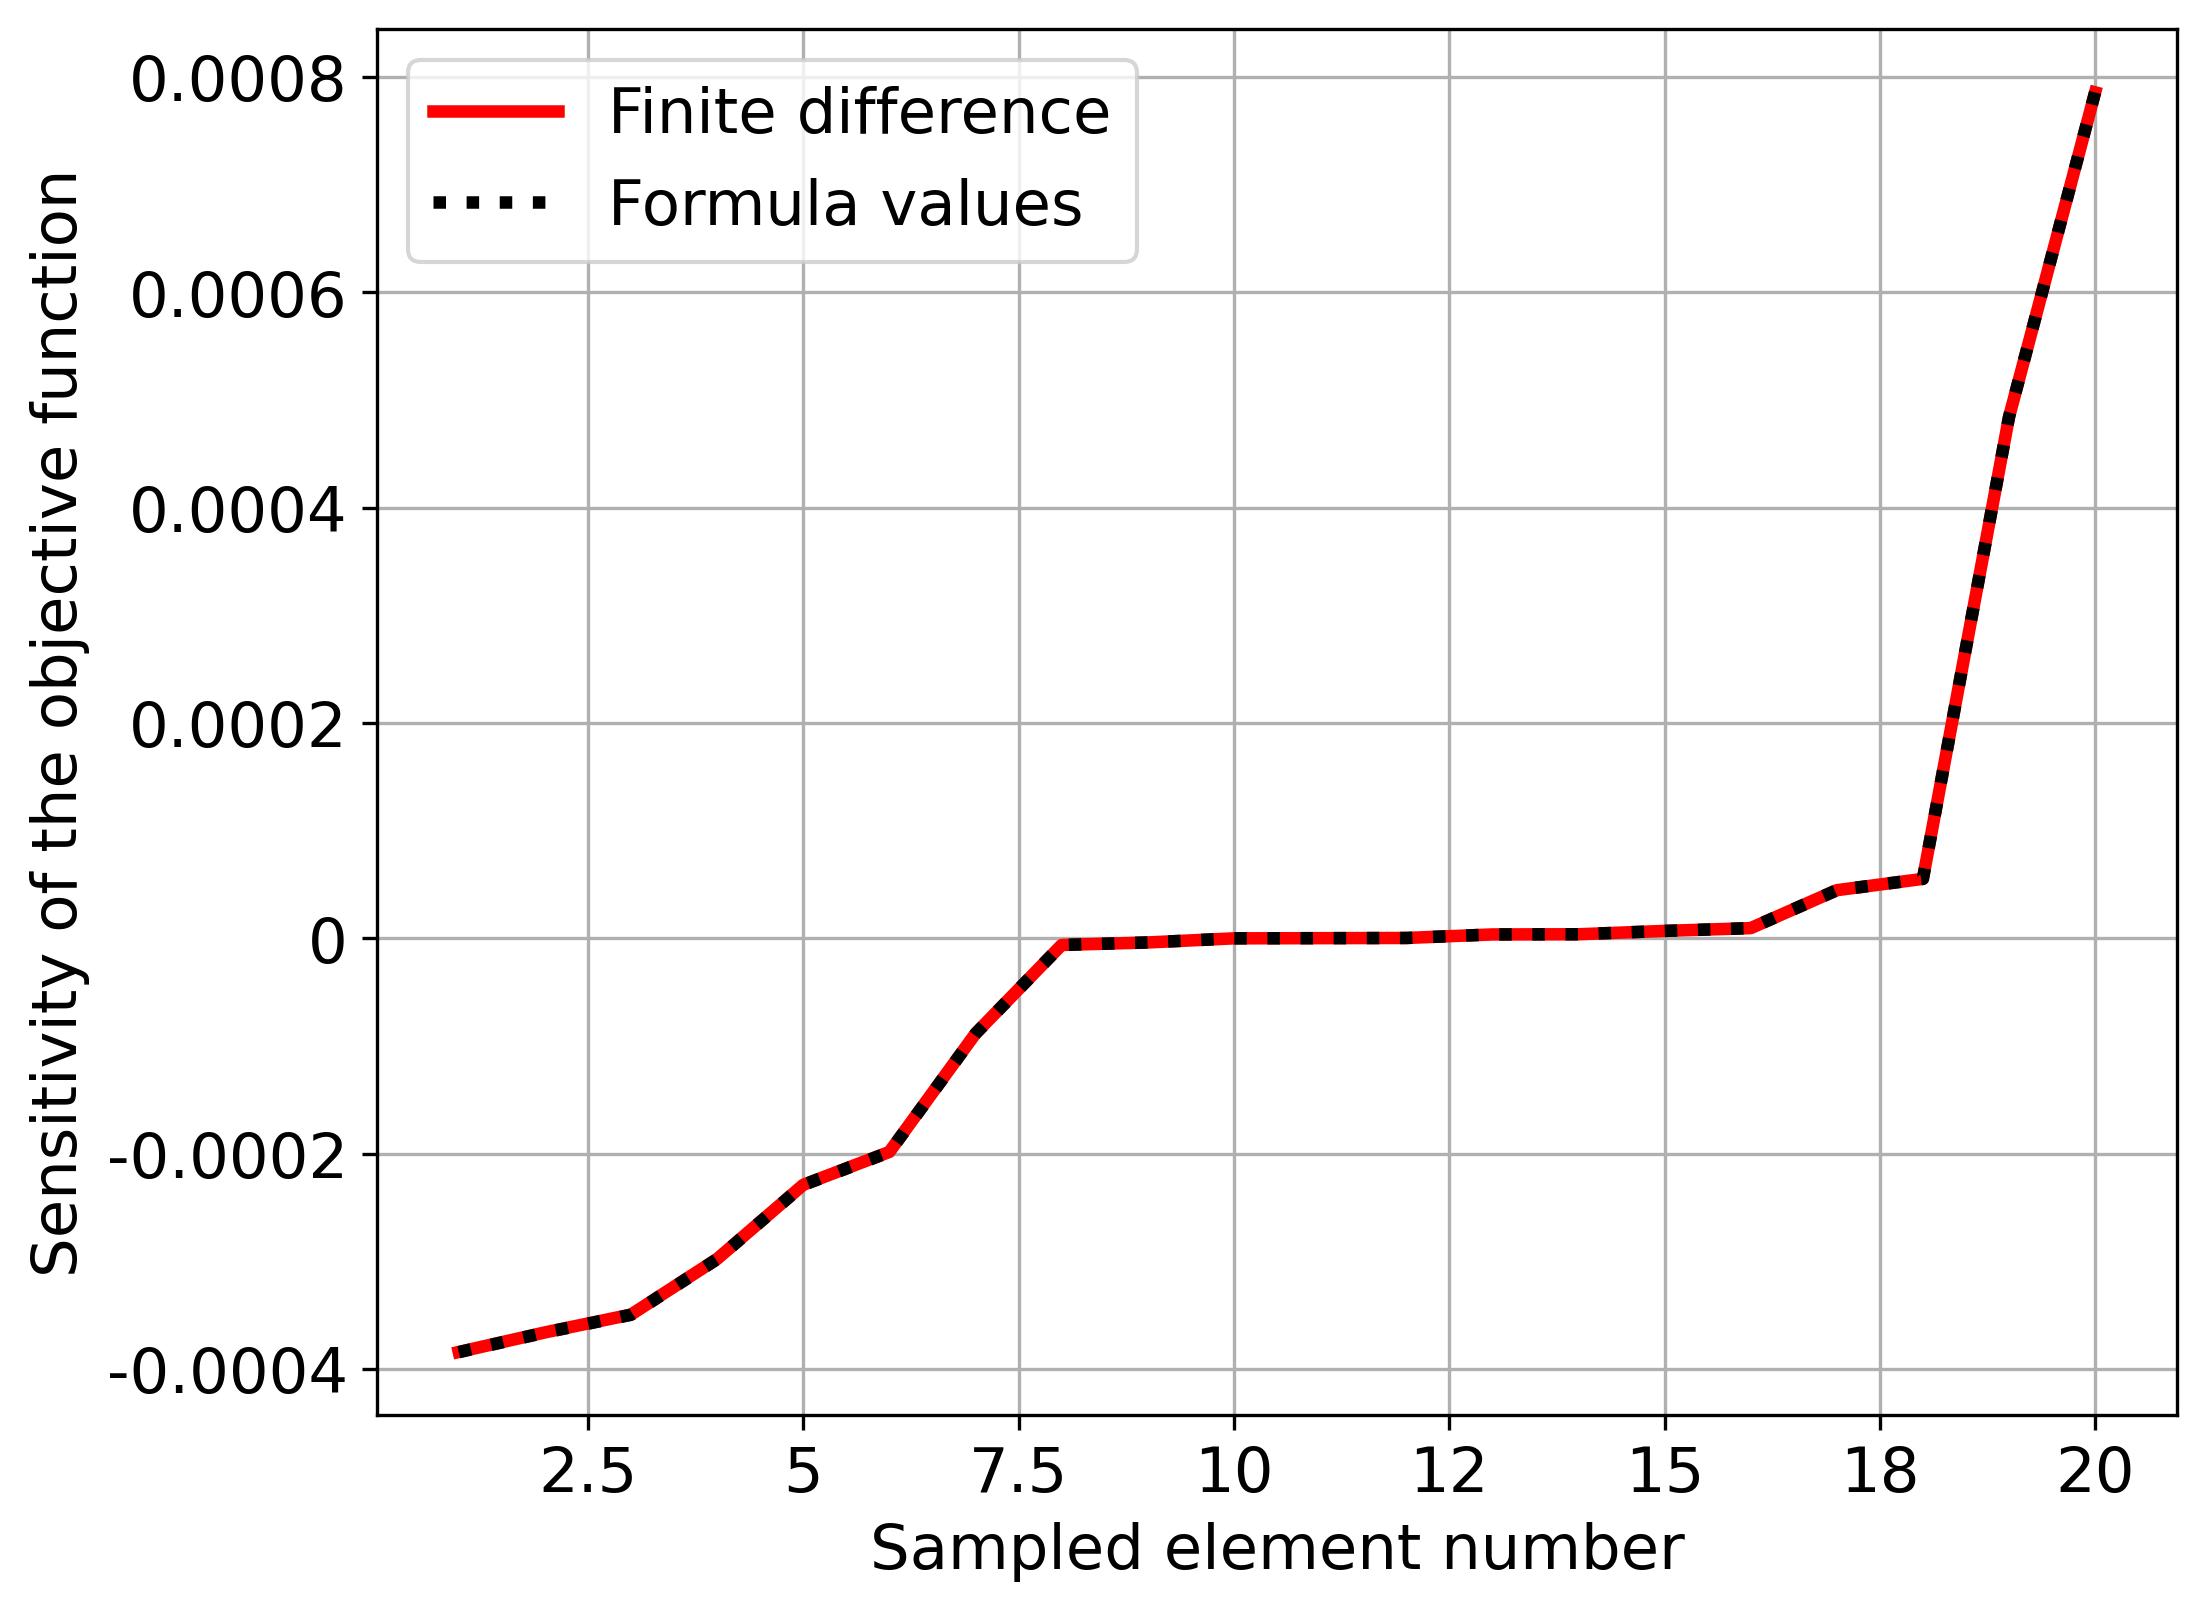 Finite difference
Formula values
Sensitivity of the objective function
0.0008
0.0006
0.0004
0.0002
0
-0.0002
-0.0004
2.5 5 7.5 10 12 15 18 20
Sampled element number